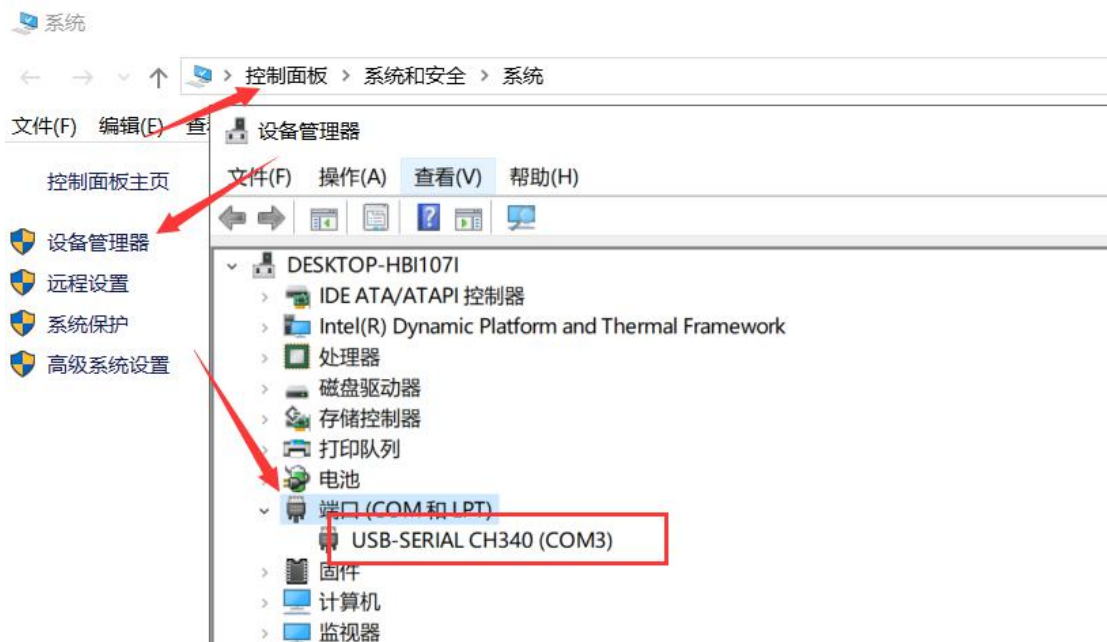 系统
控制面板 > 系统和安全 > 系统
文件(F) 编辑(E) 查
设备管理器
控制面板主页
文件(F) 操作(A) 查看(V) 帮助(H)
设备管理器
远程设置
系统保护
高级系统设置
DESKTOP-HBI107I
IDE ATA/ATAPI 控制器
Intel(R) Dynamic Platform and Thermal Framework
处理器
磁盘驱动器
存储控制器
打印队列
电池
端口 (COM 和 LPT)
USB-SERIAL CH340 (COM3)
固件
计算机
监视器